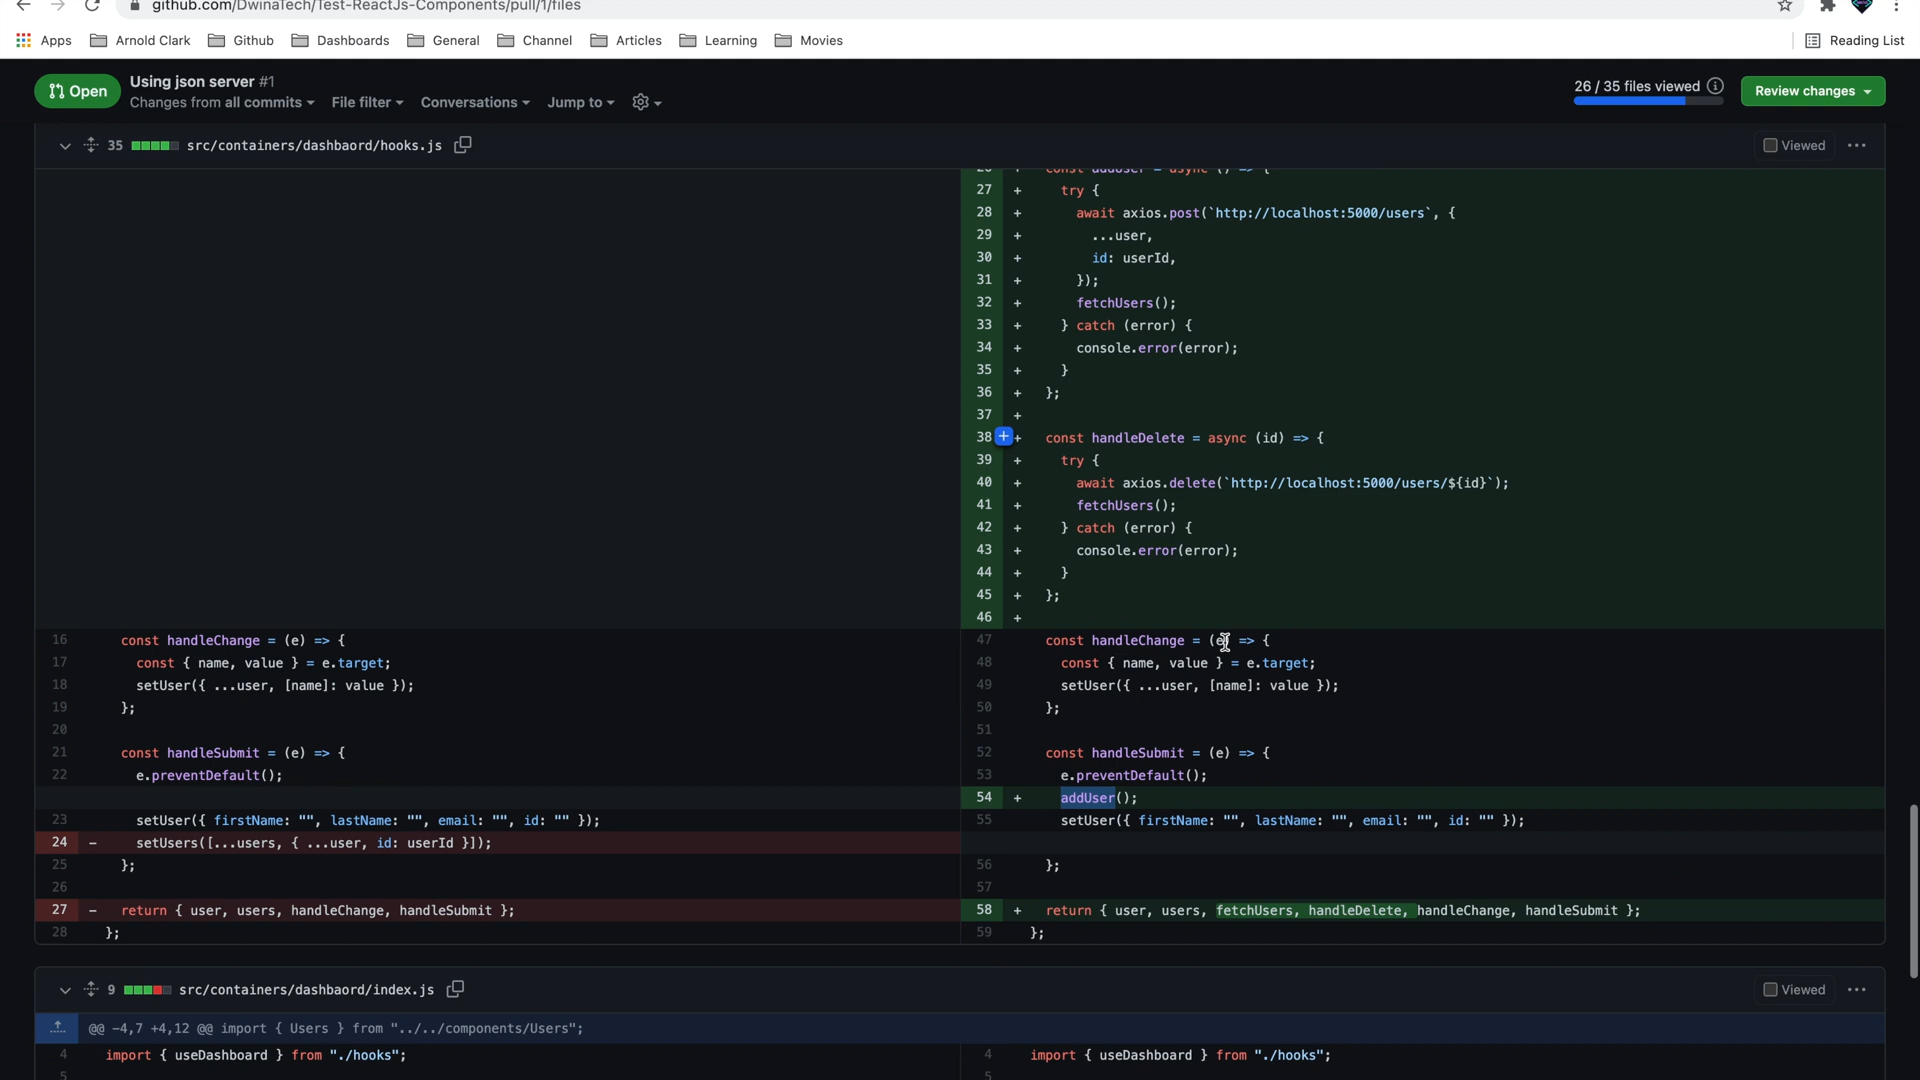 github.com/DwinaTech/Test-ReactJs-Components/pull/1/files
Apps Arnold Clark Github Dashboards General Channel Articles Learning Movies Reading List
Open Using json server #1
Changes from all commits File filter Conversations Jump to
26 / 35 files viewed Review changes
35 src/containers/dashbaord/hooks.js Viewed
26 + const addUser = async () => {
27 + try {
28 + await axios.post(`http://localhost:5000/users`, {
29 + ...user,
30 + id: userId,
31 + });
32 + fetchUsers();
33 + } catch (error) {
34 + console.error(error);
35 + }
36 + };
37 +
38 + const handleDelete = async (id) => {
39 + try {
40 + await axios.delete(`http://localhost:5000/users/${id}`);
41 + fetchUsers();
42 + } catch (error) {
43 + console.error(error);
44 + }
45 + };
46 +
16 const handleChange = (e) => { 47 const handleChange = (e) => {
17 const { name, value } = e.target; 48 const { name, value } = e.target;
18 setUser({ ...user, [name]: value }); 49 setUser({ ...user, [name]: value });
19 }; 50 };
20 51
21 const handleSubmit = (e) => { 52 const handleSubmit = (e) => {
22 e.preventDefault(); 53 e.preventDefault();
54 + addUser();
23 setUser({ firstName: "", lastName: "", email: "", id: "" }); 55 setUser({ firstName: "", lastName: "", email: "", id: "" });
24 - setUsers([...users, { ...user, id: userId }]);
25 }; 56 };
26 57
27 - return { user, users, handleChange, handleSubmit }; 58 + return { user, users, fetchUsers, handleDelete, handleChange, handleSubmit };
28 }; 59 };
9 src/containers/dashbaord/index.js Viewed
@@ -4,7 +4,12 @@ import { Users } from "../../components/Users";
4 import { useDashboard } from "./hooks"; 4 import { useDashboard } from "./hooks";
5 5